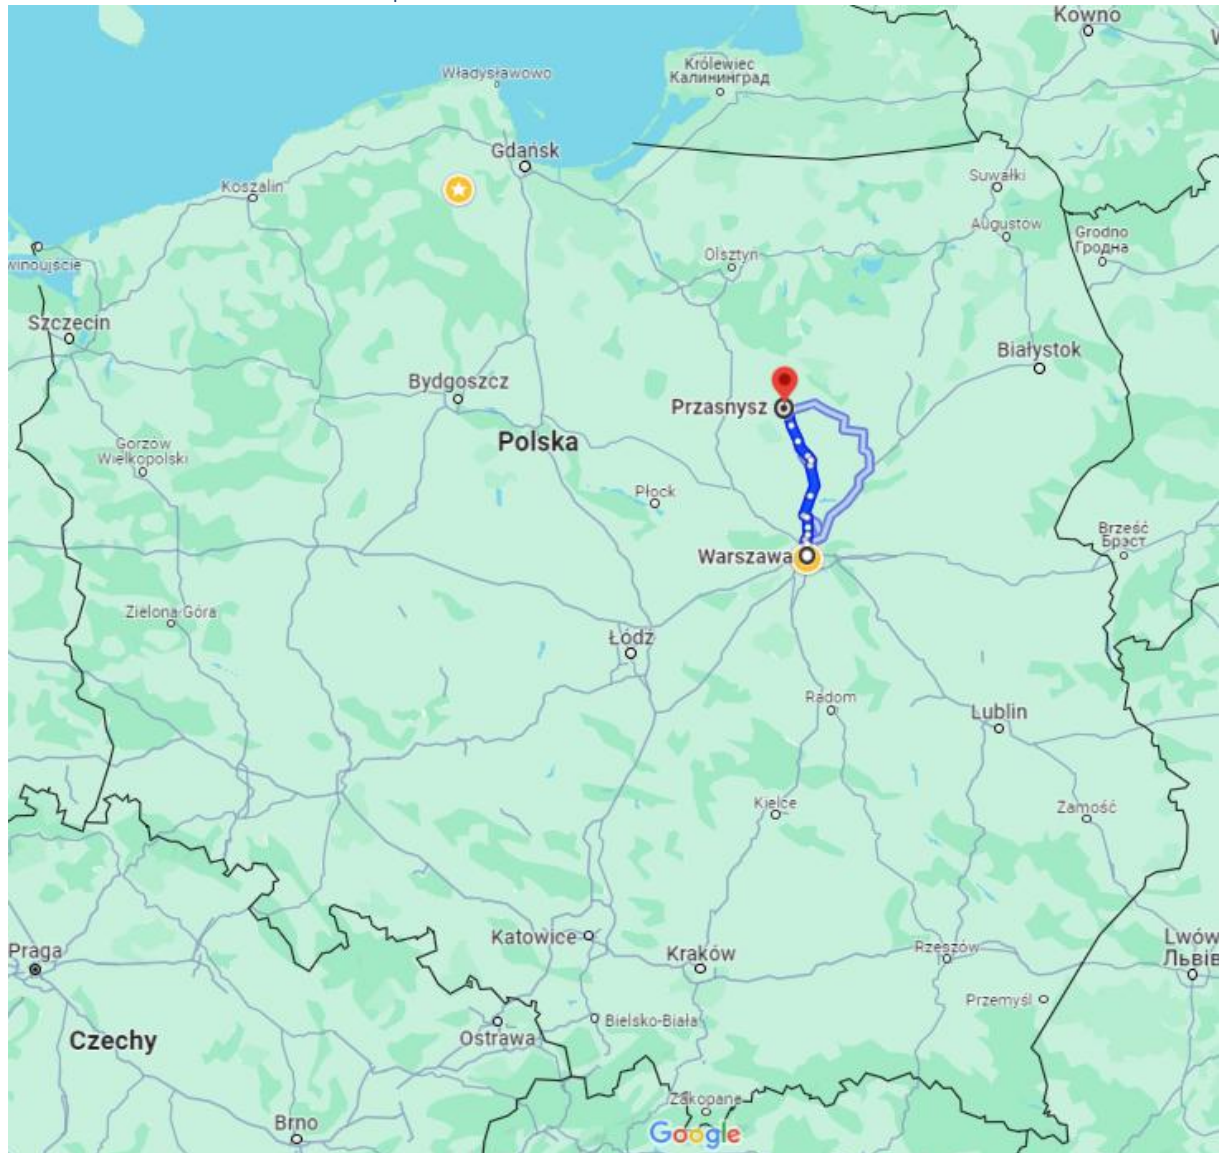 Kowno
Władysławowo
Królewiec
Калининград
Gdańsk
Koszalin
Suwałki
Augustów
Grodno
Гродна
winoujście
Olsztyn
Szczecin
Białystok
Bydgoszcz
Przasnysz
Polska
Gorzów
Wielkopolski
Płock
Brześć
Брэст
Warszawa
Zielona Góra
Łódź
Radom
Lublin
Kielce
Zamość
Praga
Katowice
Kraków
Rzeszów
Lwów
Львів
Przemyśl
Czechy
Ostrawa
Bielsko-Biała
Zakopane
Brno
Google